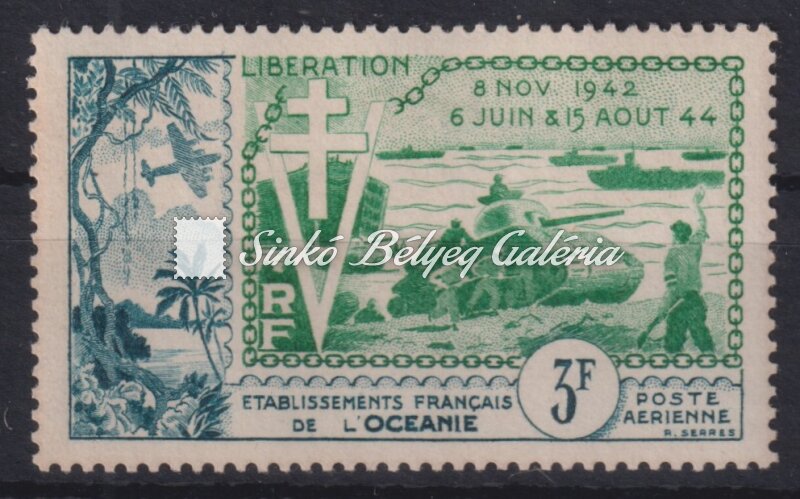 LIBERATION
8 NOV 1942
6 JUIN & 15 AOUT 44
Sinkó Bélyeg Galéria
RF
3F
ETABLISSEMENTS FRANÇAIS
DE L'OCEANIE
POSTE
AERIENNE
R. SERRES